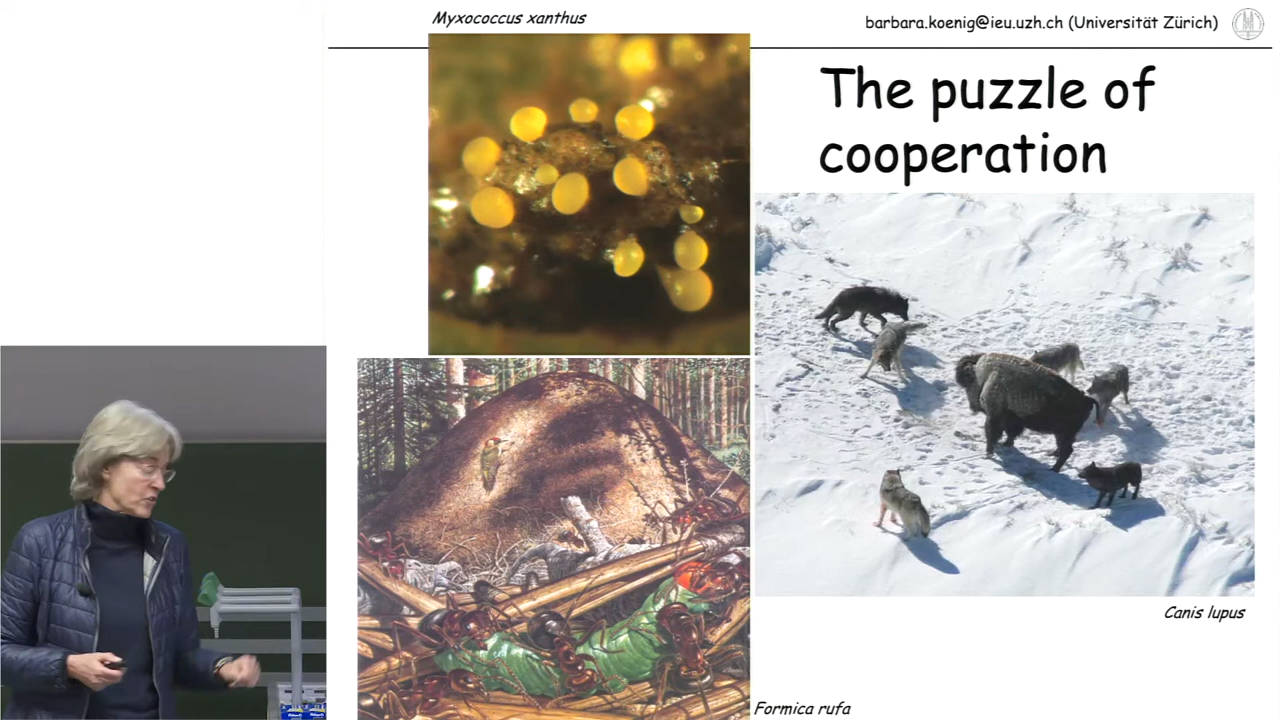 Myxococcus xanthus
barbara.koenig@ieu.uzh.ch (Universität Zürich)
The puzzle of
cooperation
Canis lupus
Formica rufa